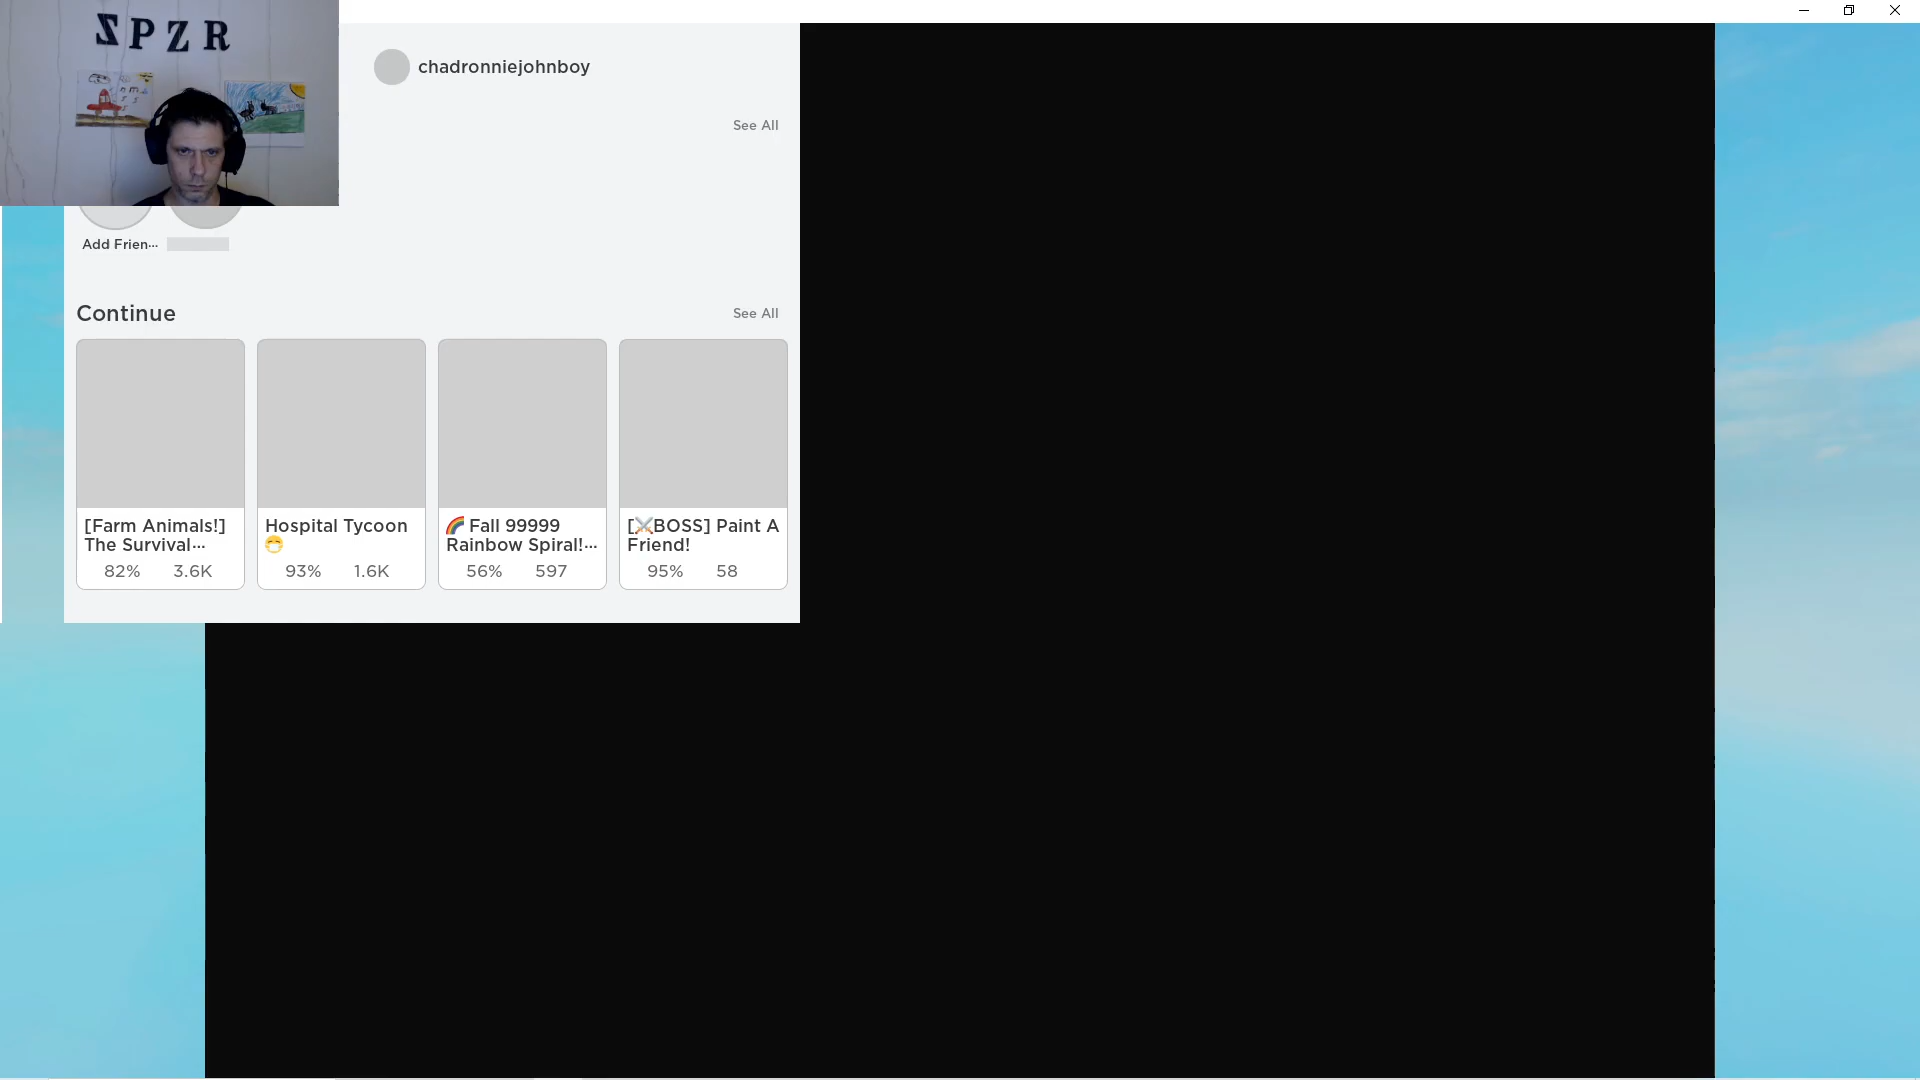 SPZR
chadronniejohnboy
See All
Add Frien...
Continue
See All
[Farm Animals!]
The Survival...
82% 3.6K
Hospital Tycoon
😷
93% 1.6K
🌈 Fall 99999
Rainbow Spiral!...
56% 597
[⚔️BOSS] Paint A
Friend!
95% 58